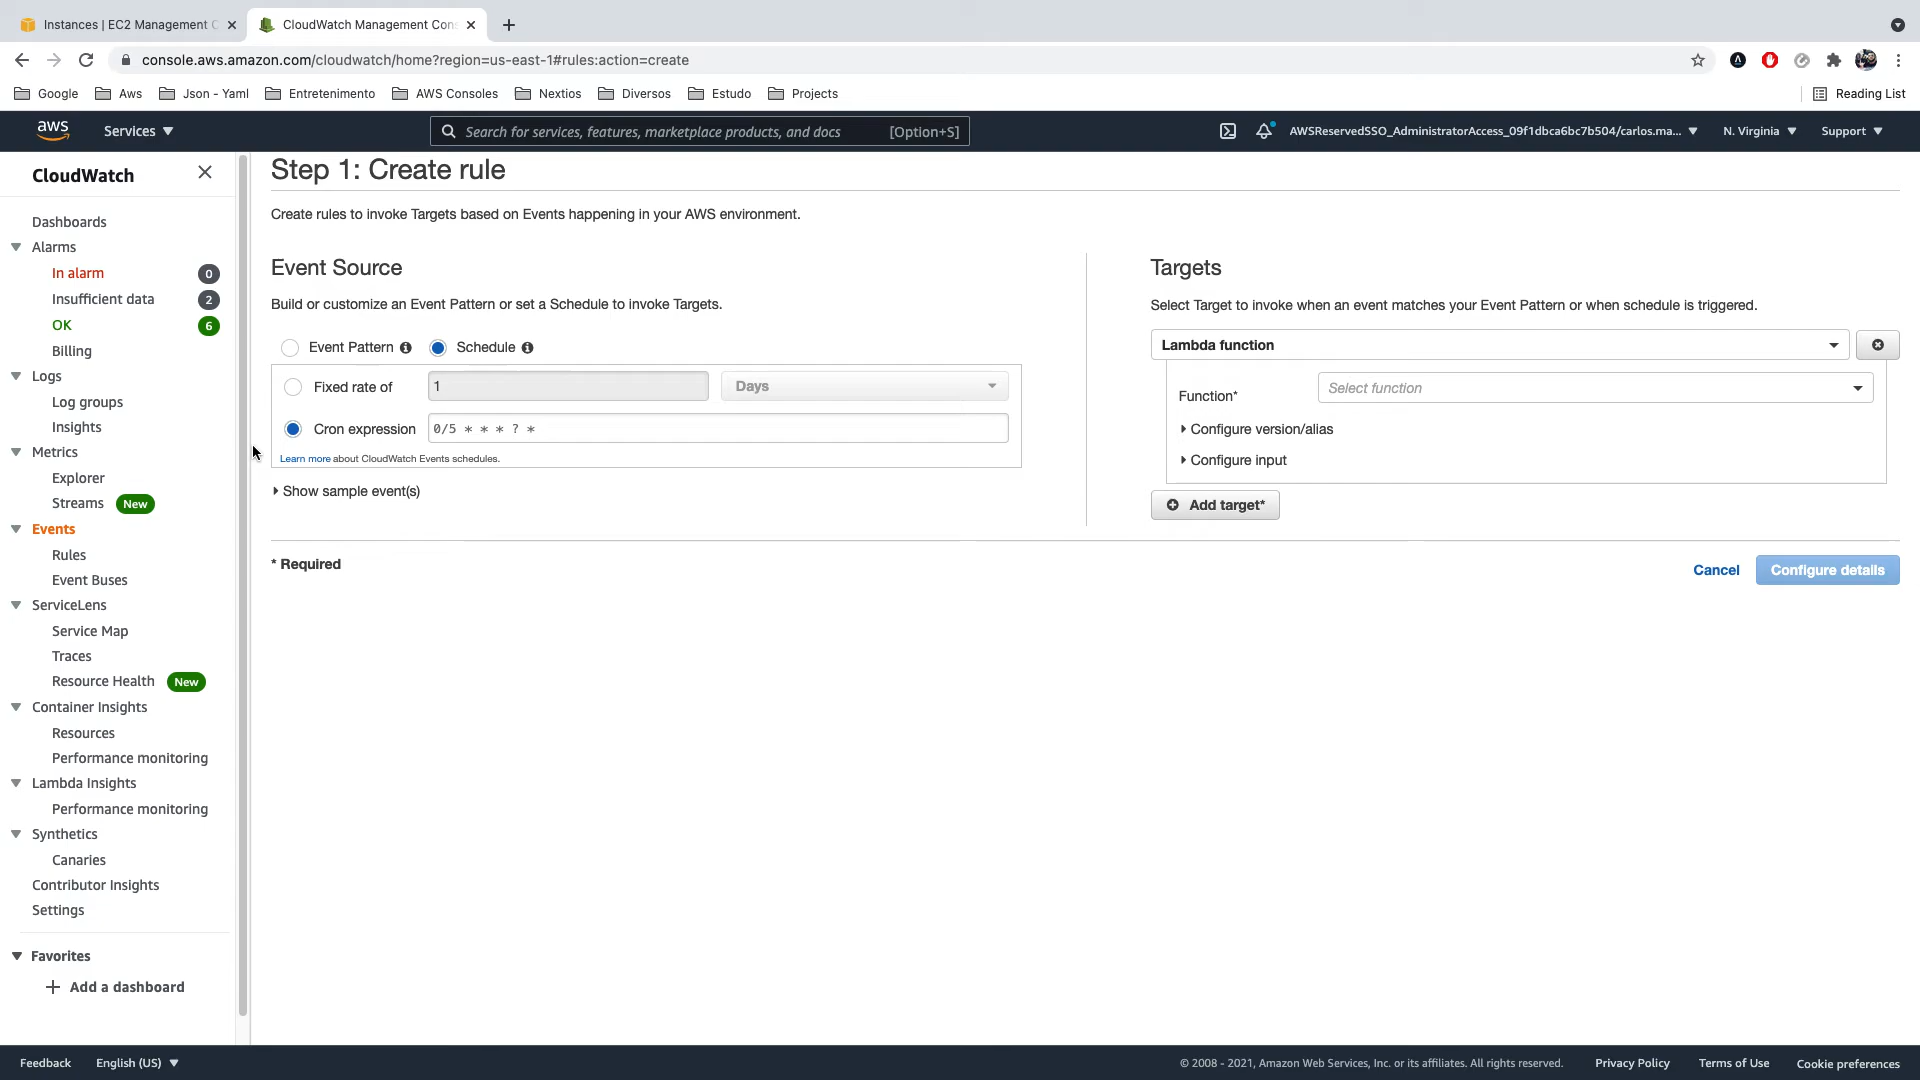 Instances | EC2 Management C
CloudWatch Management Con
console.aws.amazon.com/cloudwatch/home?region=us-east-1#rules:action=create
Google
Aws
Json - Yaml
Entretenimento
AWS Consoles
Nextios
Diversos
Estudo
Projects
Reading List
aws
Services
Search for services, features, marketplace products, and docs
[Option+S]
AWSReservedSSO_AdministratorAccess_09f1dbca6bc7b504/carlos.ma...
N. Virginia
Support
CloudWatch
Dashboards
Alarms
In alarm
0
Insufficient data
2
OK
6
Billing
Logs
Log groups
Insights
Metrics
Explorer
Streams
New
Events
Rules
Event Buses
ServiceLens
Service Map
Traces
Resource Health
New
Container Insights
Resources
Performance monitoring
Lambda Insights
Performance monitoring
Synthetics
Canaries
Contributor Insights
Settings
Favorites
Add a dashboard
Step 1: Create rule
Create rules to invoke Targets based on Events happening in your AWS environment.
Event Source
Build or customize an Event Pattern or set a Schedule to invoke Targets.
Event Pattern
Schedule
Fixed rate of
1
Days
Cron expression
0/5 * * * ? *
Learn more about CloudWatch Events schedules.
Show sample event(s)
Targets
Select Target to invoke when an event matches your Event Pattern or when schedule is triggered.
Lambda function
Function*
Select function
Configure version/alias
Configure input
Add target*
* Required
Cancel
Configure details
Feedback
English (US)
© 2008 - 2021, Amazon Web Services, Inc. or its affiliates. All rights reserved.
Privacy Policy
Terms of Use
Cookie preferences